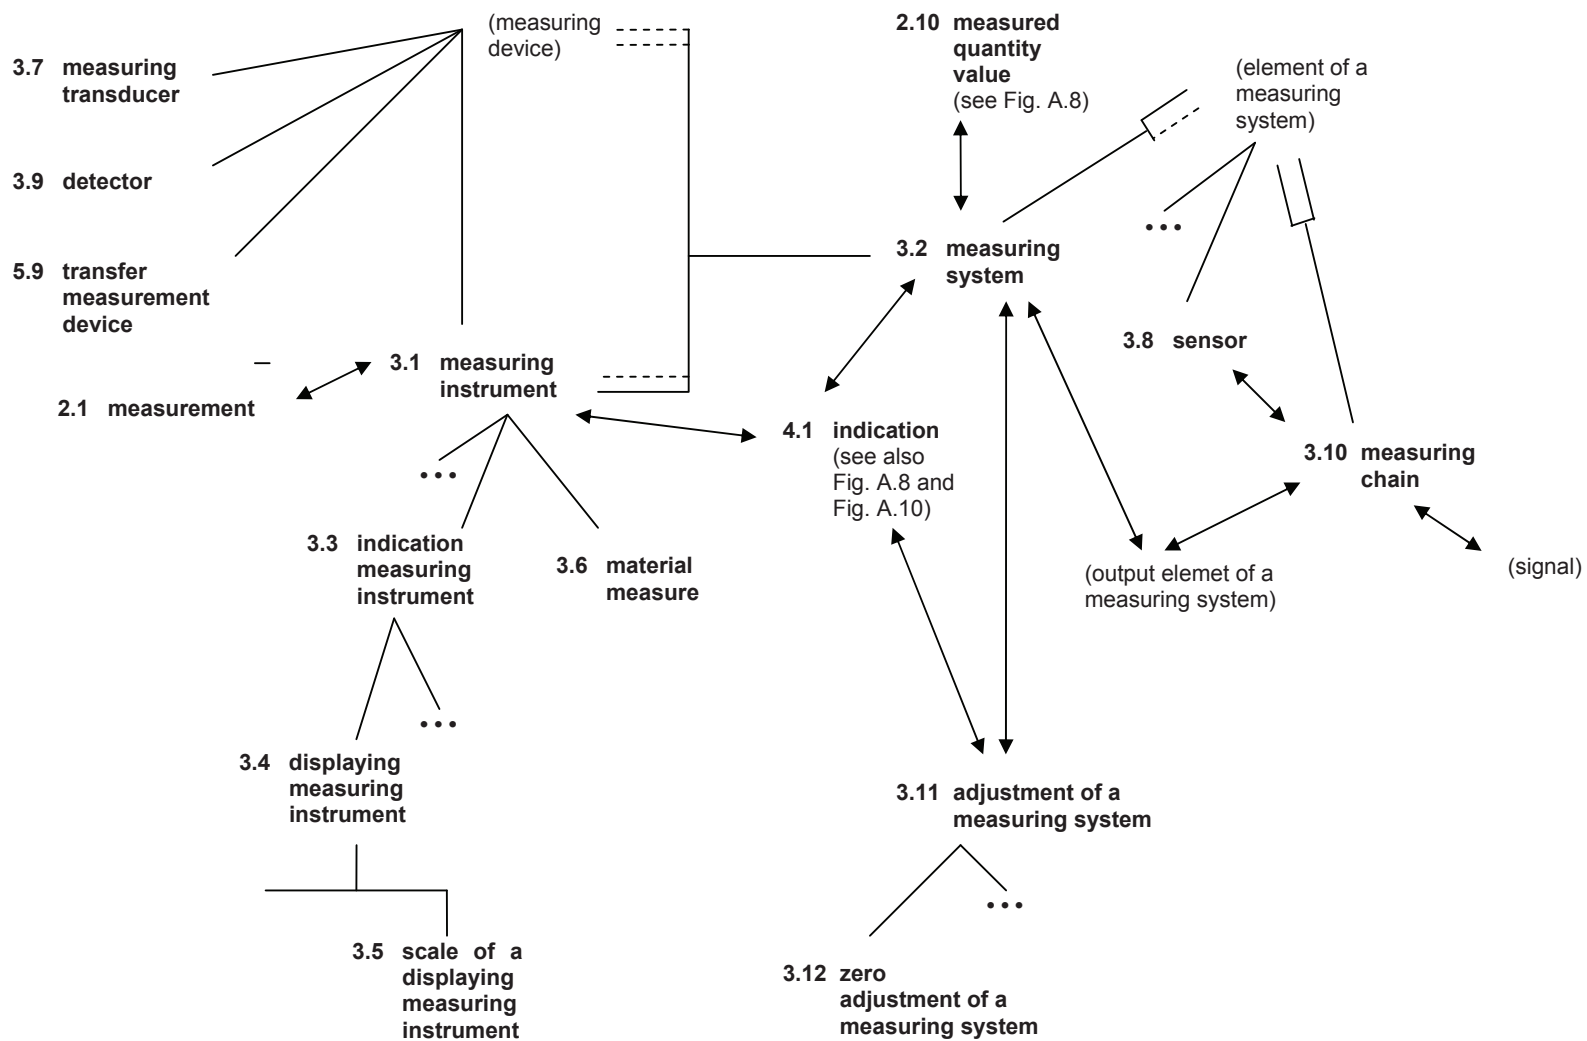 (measuring
device)
2.10 measured
quantity
value
(see Fig. A.8)
(element of a
measuring
system)
3.7 measuring
transducer
3.9 detector
5.9 transfer
measurement
device
3.2 measuring
system
•••
3.8 sensor
–
3.1 measuring
instrument
2.1 measurement
4.1 indication
(see also
Fig. A.8 and
Fig. A.10)
3.10 measuring
chain
•••
3.3 indication
measuring
instrument
3.6 material
measure
(output elemet of a
measuring system)
(signal)
•••
3.4 displaying
measuring
instrument
3.11 adjustment of a
measuring system
•••
3.5 scale of a
displaying
measuring
instrument
3.12 zero
adjustment of a
measuring system